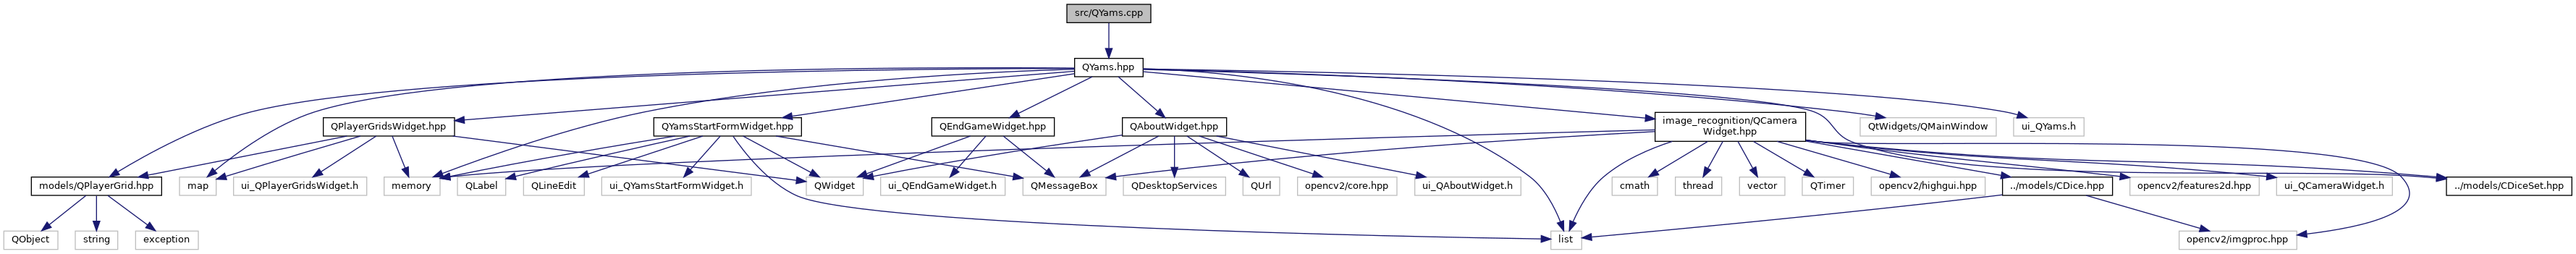 src/QYams.cpp
QYams.hpp
QPlayerGridsWidget.hpp
QYamsStartFormWidget.hpp
QEndGameWidget.hpp
QAboutWidget.hpp
image_recognition/QCamera
Widget.hpp
QtWidgets/QMainWindow
ui_QYams.h
models/QPlayerGrid.hpp
map
ui_QPlayerGridsWidget.h
memory
QLabel
QLineEdit
ui_QYamsStartFormWidget.h
QWidget
ui_QEndGameWidget.h
QMessageBox
QDesktopServices
QUrl
opencv2/core.hpp
ui_QAboutWidget.h
cmath
thread
vector
QTimer
opencv2/highgui.hpp
../models/CDice.hpp
opencv2/features2d.hpp
ui_QCameraWidget.h
../models/CDiceSet.hpp
QObject
string
exception
list
opencv2/imgproc.hpp